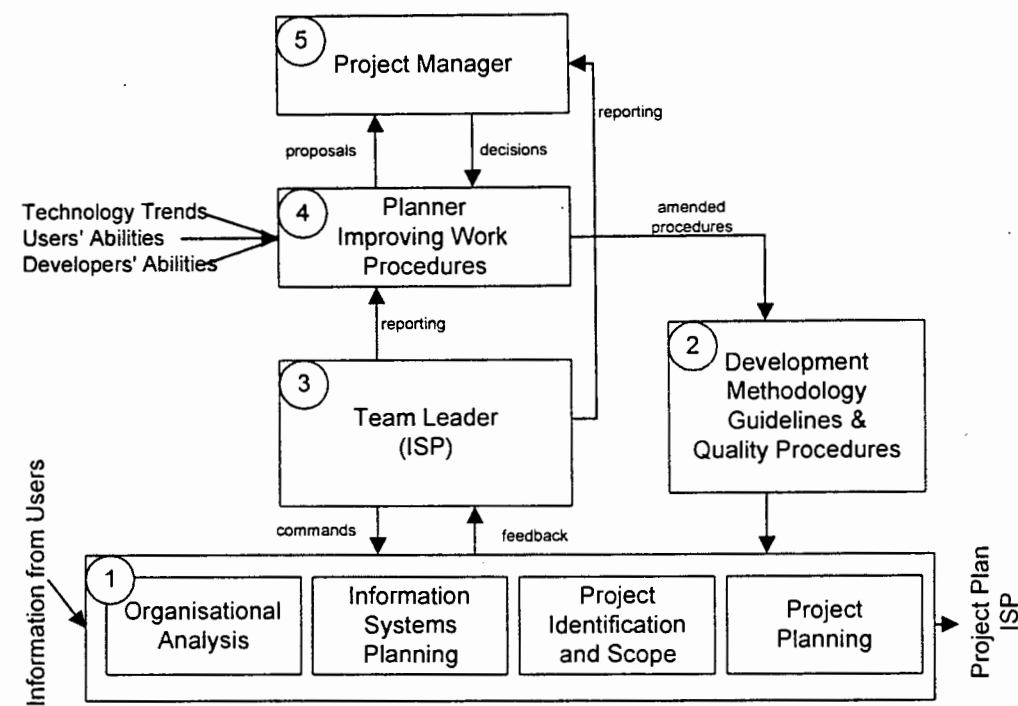 5
Project Manager
reporting
proposals
decisions
4
Planner
Improving Work
Procedures
Technology Trends
Users' Abilities
Developers' Abilities
amended
procedures
reporting
2
Development
Methodology
Guidelines &
Quality Procedures
3
Team Leader
(ISP)
commands
feedback
Information from Users
1
Organisational
Analysis
Information
Systems
Planning
Project
Identification
and Scope
Project
Planning
Project Plan
ISP